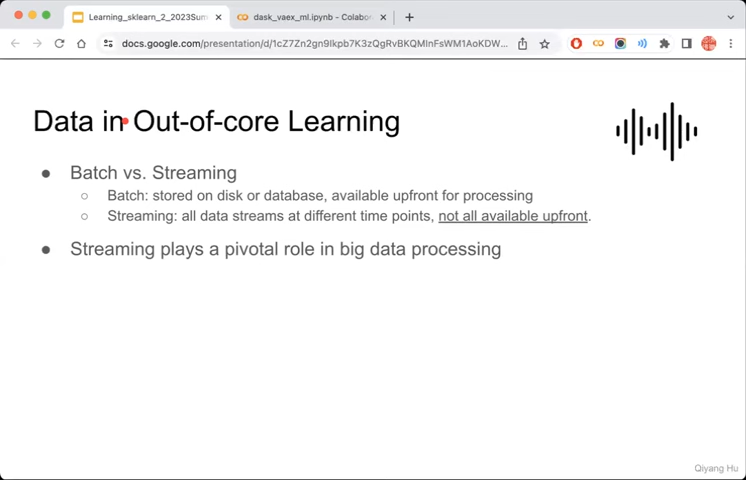 Learning_sklearn_2_2023Sum
dask_vaex_ml.ipynb - Colabo
docs.google.com/presentation/d/1cZ7Zn2gn9Ikpb7K3zQgRvBKQMInFsWM1AoKDW...
Data in Out-of-core Learning
● Batch vs. Streaming
○ Batch: stored on disk or database, available upfront for processing
○ Streaming: all data streams at different time points, not all available upfront.
● Streaming plays a pivotal role in big data processing
Qiyang Hu